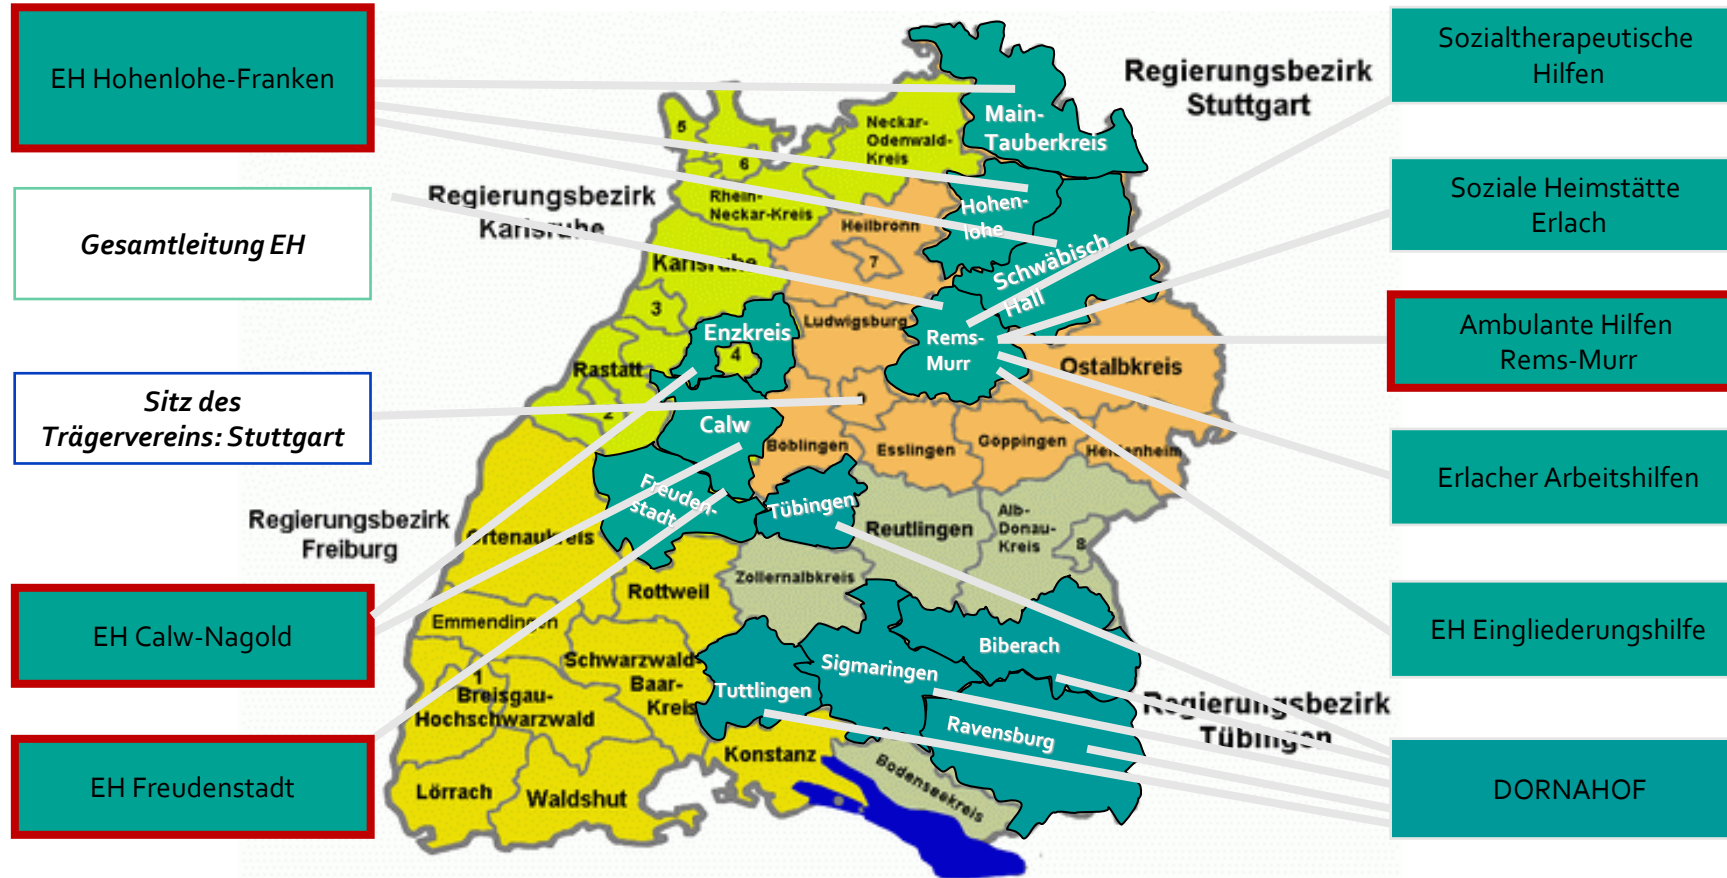 EH Hohenlohe-Franken
Gesamtleitung EH
Sitz des
Trägervereins: Stuttgart
EH Calw-Nagold
EH Freudenstadt
Regierungsbezirk
Stuttgart
Main-
Tauberkreis
Neckar-
Odenwald-
Kreis
5
6
Regierungsbezirk
Karlsruhe
Rhein-
Neckar-Kreis
Hohen-
lohe
Heilbronn
7
Schwäbisch
Hall
Karlsruhe
3
Enzkreis
4
Ludwigsburg
Rems-
Murr
Ostalbkreis
Rastatt
2
Calw
Böblingen
Esslingen
Göppingen
Heidenheim
Freuden-
stadt
Tübingen
Reutlingen
Alb-
Donau-
Kreis
8
Regierungsbezirk
Freiburg
Ortenaukreis
Zollernalbkreis
Rottweil
Emmendingen
Schwarzwald-
Baar-
Kreis
1
Breisgau-
Hochschwarzwald
Tuttlingen
Sigmaringen
Biberach
Ravensburg
Regierungsbezirk
Tübingen
Konstanz
Bodenseekreis
Lörrach
Waldshut
Sozialtherapeutische
Hilfen
Soziale Heimstätte
Erlach
Ambulante Hilfen
Rems-Murr
Erlacher Arbeitshilfen
EH Eingliederungshilfe
DORNAHOF